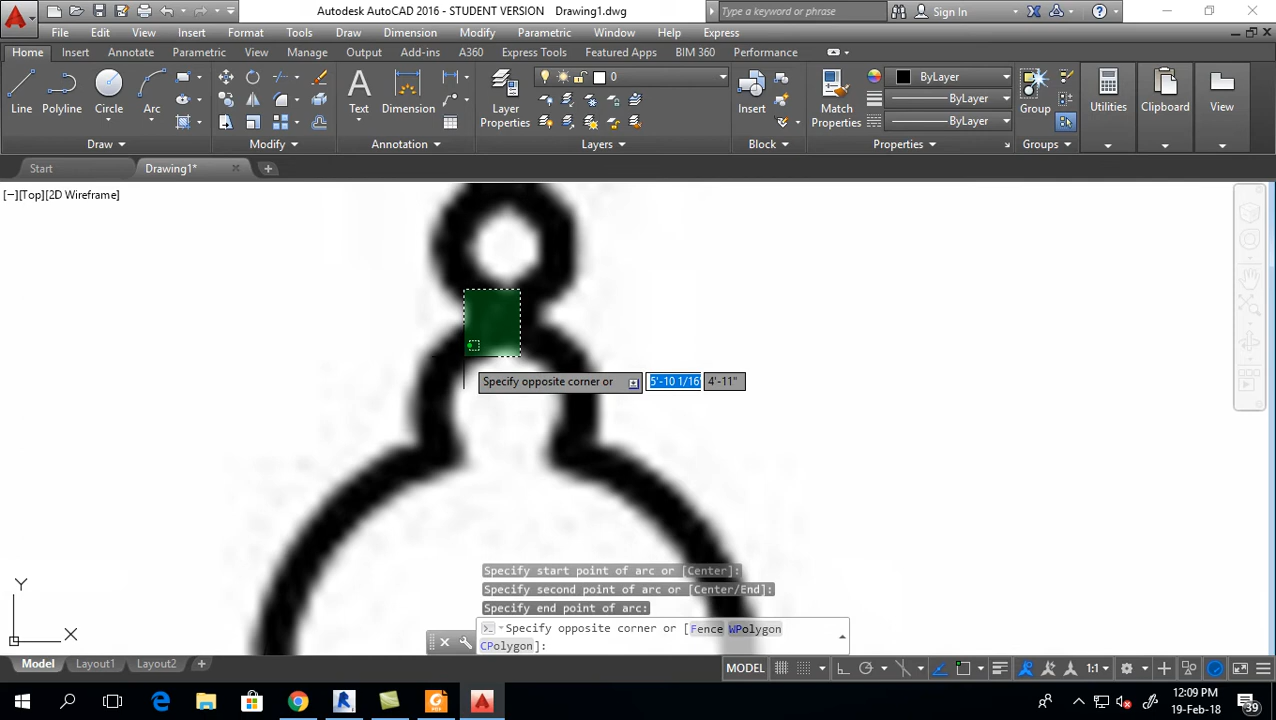 Autodesk AutoCAD 2016 - STUDENT VERSION Drawing1.dwg
Type a keyword or phrase
Sign In
File Edit View Insert Format Tools Draw Dimension Modify Parametric Window Help Express
Home Insert Annotate Parametric View Manage Output Add-ins A360 Express Tools Featured Apps BIM 360 Performance
Line Polyline Circle Arc Text Dimension Layer Properties 0 Insert Match Properties ByLayer ByLayer ByLayer Group Utilities Clipboard View
Draw Modify Annotation Layers Block Properties Groups
Start Drawing1*
[−][Top][2D Wireframe]
Specify opposite corner or 5'-10 1/16 4'-11"
Specify start point of arc or [Center]:
Specify second point of arc or [Center/End]:
Specify end point of arc:
Specify opposite corner or [Fence WPolygon
CPolygon]:
Y
X
Model Layout1 Layout2
MODEL 1:1
12:09 PM
19-Feb-18
39